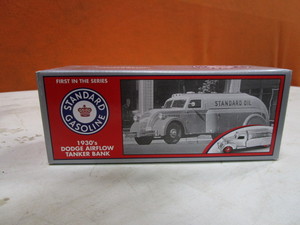 FIRST IN THE SERIES
STANDARD
GASOLINE
1930's
DODGE AIRFLOW
TANKER BANK
STANDARD OIL